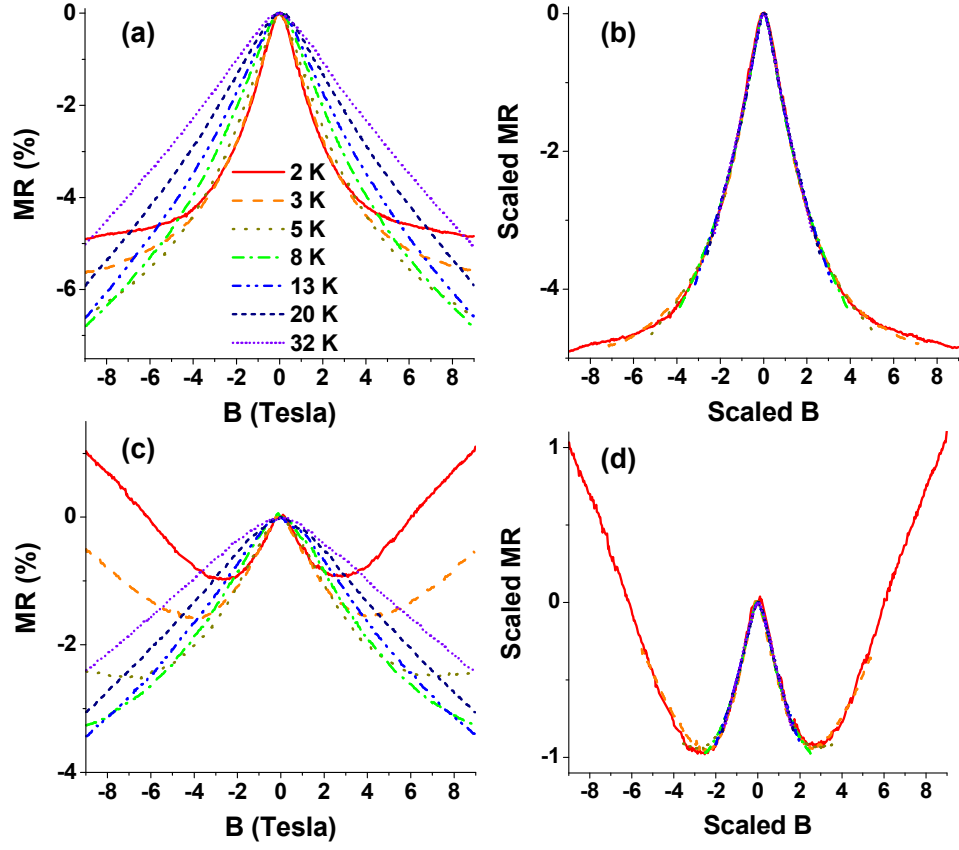 (a)
MR (%)
0
-2
-4
-6
2 K
3 K
5 K
8 K
13 K
20 K
32 K
-8 -6 -4 -2 0 2 4 6 8
B (Tesla)
(b)
Scaled MR
0
-2
-4
-8 -6 -4 -2 0 2 4 6 8
Scaled B
(c)
MR (%)
0
-2
-4
-8 -6 -4 -2 0 2 4 6 8
B (Tesla)
(d)
Scaled MR
1
0
-1
-8 -6 -4 -2 0 2 4 6 8
Scaled B